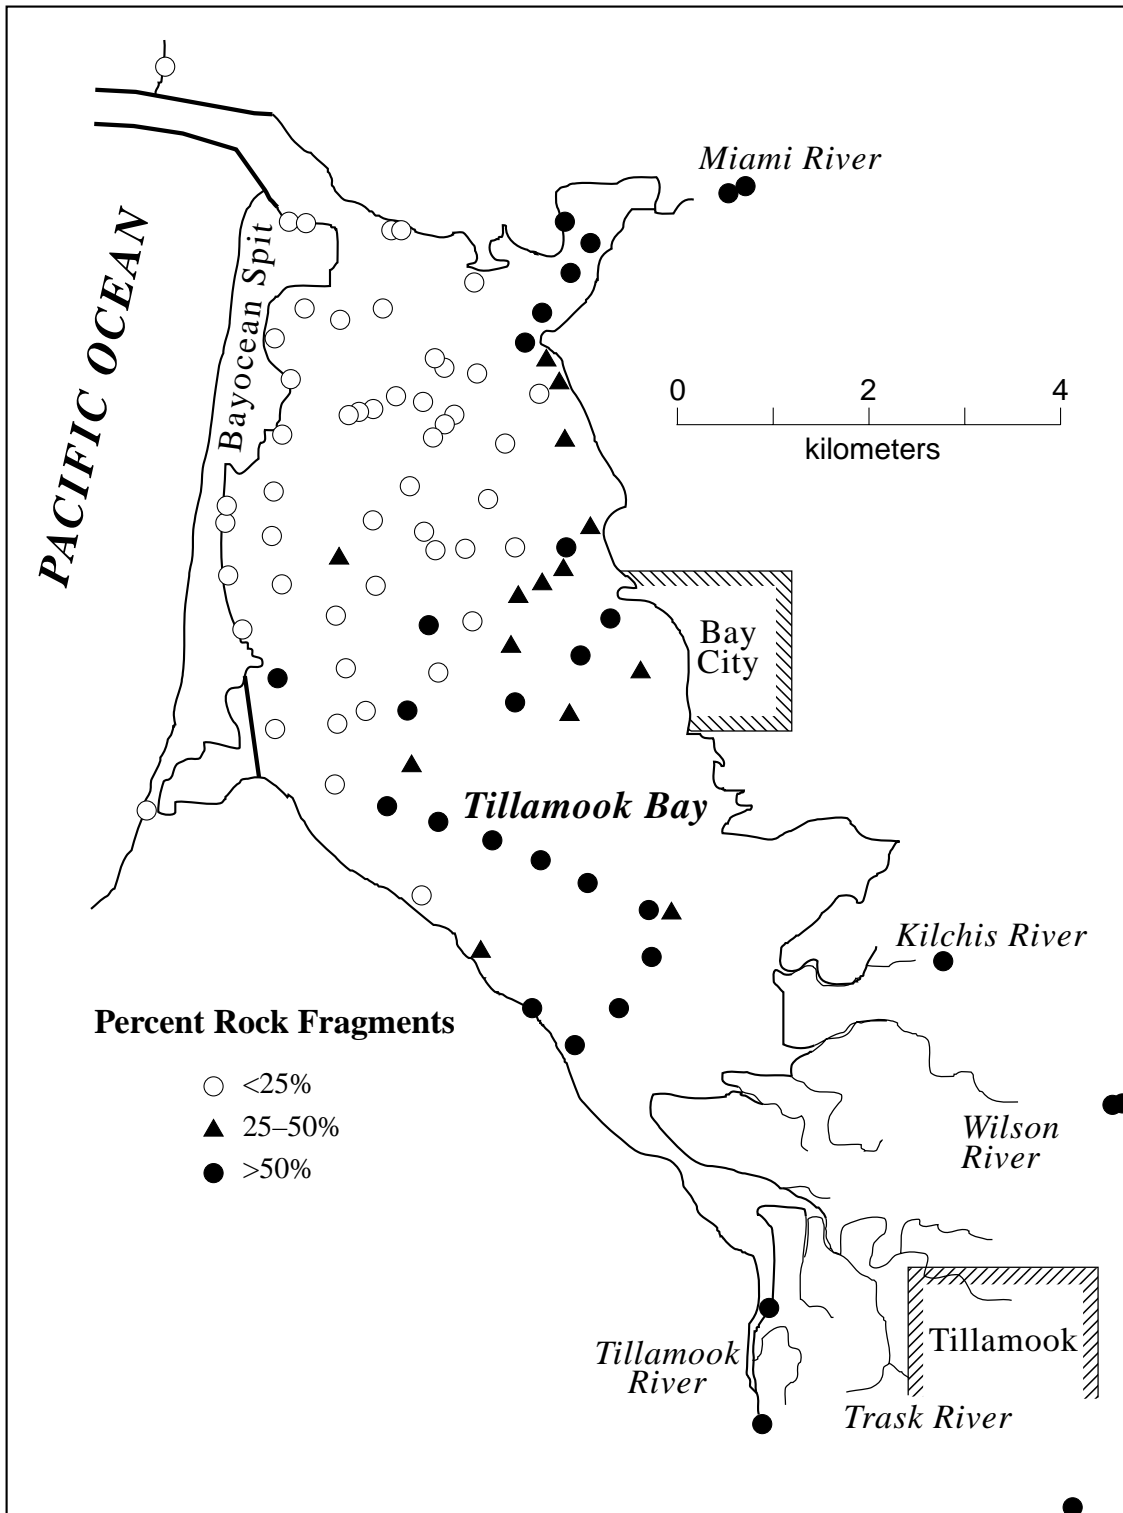 Miami River
PACIFIC OCEAN
Bayocean Spit
0 2 4
kilometers
Bay
City
Tillamook Bay
Kilchis River
Percent Rock Fragments
<25%
25–50%
>50%
Wilson
River
Tillamook
River
Tillamook
Trask River